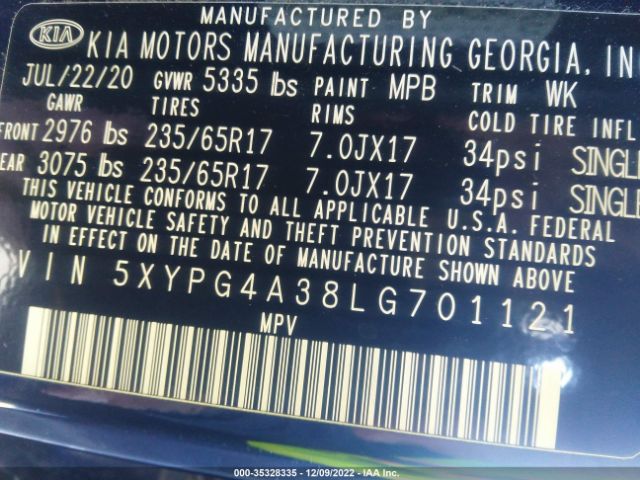 MANUFACTURED BY
KIA KIA MOTORS MANUFACTURING GEORGIA, IN
JUL/22/20 GVWR 5335 lbs PAINT MPB TRIM WK
GAWR TIRES RIMS COLD TIRE INFL
FRONT 2976 lbs 235/65R17 7.0JX17 34psi SINGLE
EAR 3075 lbs 235/65R17 7.0JX17 34psi SINGLE
THIS VEHICLE CONFORMS TO ALL APPLICABLE U.S.A. FEDERAL
MOTOR VEHICLE SAFETY AND THEFT PREVENTION STANDARDS
IN EFFECT ON THE DATE OF MANUFACTURE SHOWN ABOVE
VIN 5XYPG4A38LG701121
MPV
000-35328335 - 12/09/2022 - IAA Inc.